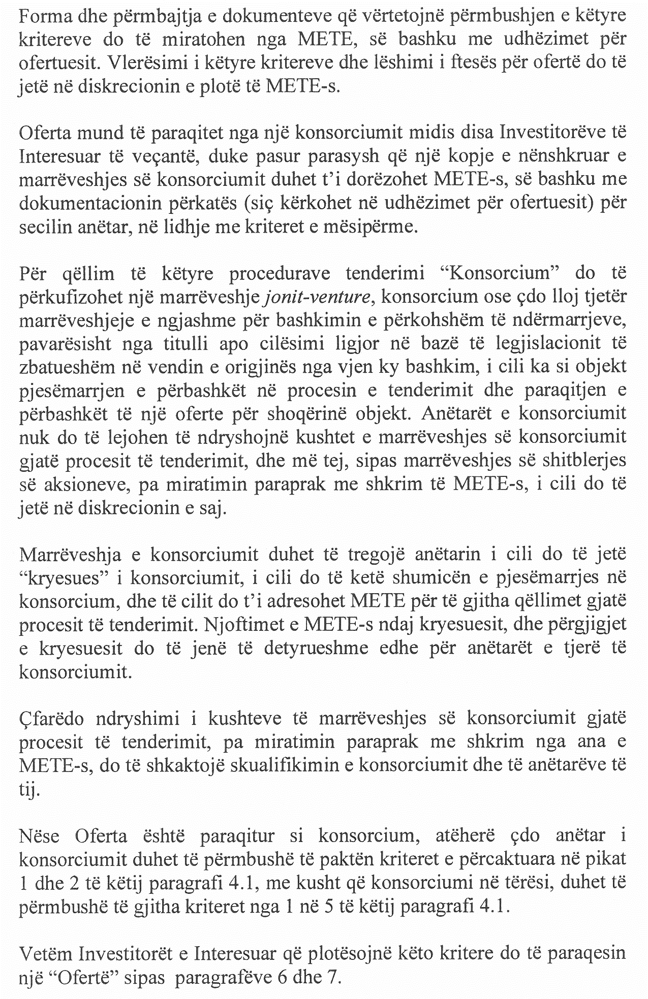 Forma dhe përmbajtja e dokumenteve që vërtetojnë përmbushjen e këtyre
kritereve do të miratohen nga METE, së bashku me udhëzimet për
ofertuesit. Vlerësimi i këtyre kritereve dhe lëshimi i ftesës për ofertë do të
jetë në diskrecionin e plotë të METE-s.
Oferta mund të paraqitet nga një konsorciumit midis disa Investitorëve të
Interesuar të veçantë, duke pasur parasysh që një kopje e nënshkruar e
marrëveshjes së konsorciumit duhet t’i dorëzohet METE-s, së bashku me
dokumentacionin përkatës (siç kërkohet në udhëzimet për ofertuesit) për
secilin anëtar, në lidhje me kriteret e mësipërme.
Për qëllim të këtyre procedurave tenderimi “Konsorcium” do të
përkufizohet një marrëveshje jonit-venture, konsorcium ose çdo lloj tjetër
marrëveshjeje e ngjashme për bashkimin e përkohshëm të ndërmarrjeve,
pavarësisht nga titulli apo cilësimi ligjor në bazë të legjislacionit të
zbatueshëm në vendin e origjinës nga vjen ky bashkim, i cili ka si objekt
pjesëmarrjen e përbashkët në procesin e tenderimit dhe paraqitjen e
përbashkët të një oferte për shoqërinë objekt. Anëtarët e konsorciumit
nuk do të lejohen të ndryshojnë kushtet e marrëveshjes së konsorciumit
gjatë procesit të tenderimit, dhe më tej, sipas marrëveshjes së shitblerjes
së aksioneve, pa miratimin paraprak me shkrim të METE-s, i cili do të
jetë në diskrecionin e saj.
Marrëveshja e konsorciumit duhet të tregojë anëtarin i cili do të jetë
“kryesues” i konsorciumit, i cili do të ketë shumicën e pjesëmarrjes në
konsorcium, dhe të cilit do t’i adresohet METE për të gjitha qëllimet gjatë
procesit të tenderimit. Njoftimet e METE-s ndaj kryesuesit, dhe përgjigjet
e kryesuesit do të jenë të detyrueshme edhe për anëtarët e tjerë të
konsorciumit.
Çfarëdo ndryshimi i kushteve të marrëveshjes së konsorciumit gjatë
procesit të tenderimit, pa miratimin paraprak me shkrim nga ana e
METE-s, do të shkaktojë skualifikimin e konsorciumit dhe të anëtarëve të
tij.
Nëse Oferta është paraqitur si konsorcium, atëherë çdo anëtar i
konsorciumit duhet të përmbushë të paktën kriteret e përcaktuara në pikat
1 dhe 2 të këtij paragrafi 4.1, me kusht që konsorciumi në tërësi, duhet të
përmbushë të gjitha kriteret nga 1 në 5 të këtij paragrafi 4.1.
Vetëm Investitorët e Interesuar që plotësojnë këto kritere do të paraqesin
një “Ofertë” sipas paragrafëve 6 dhe 7.